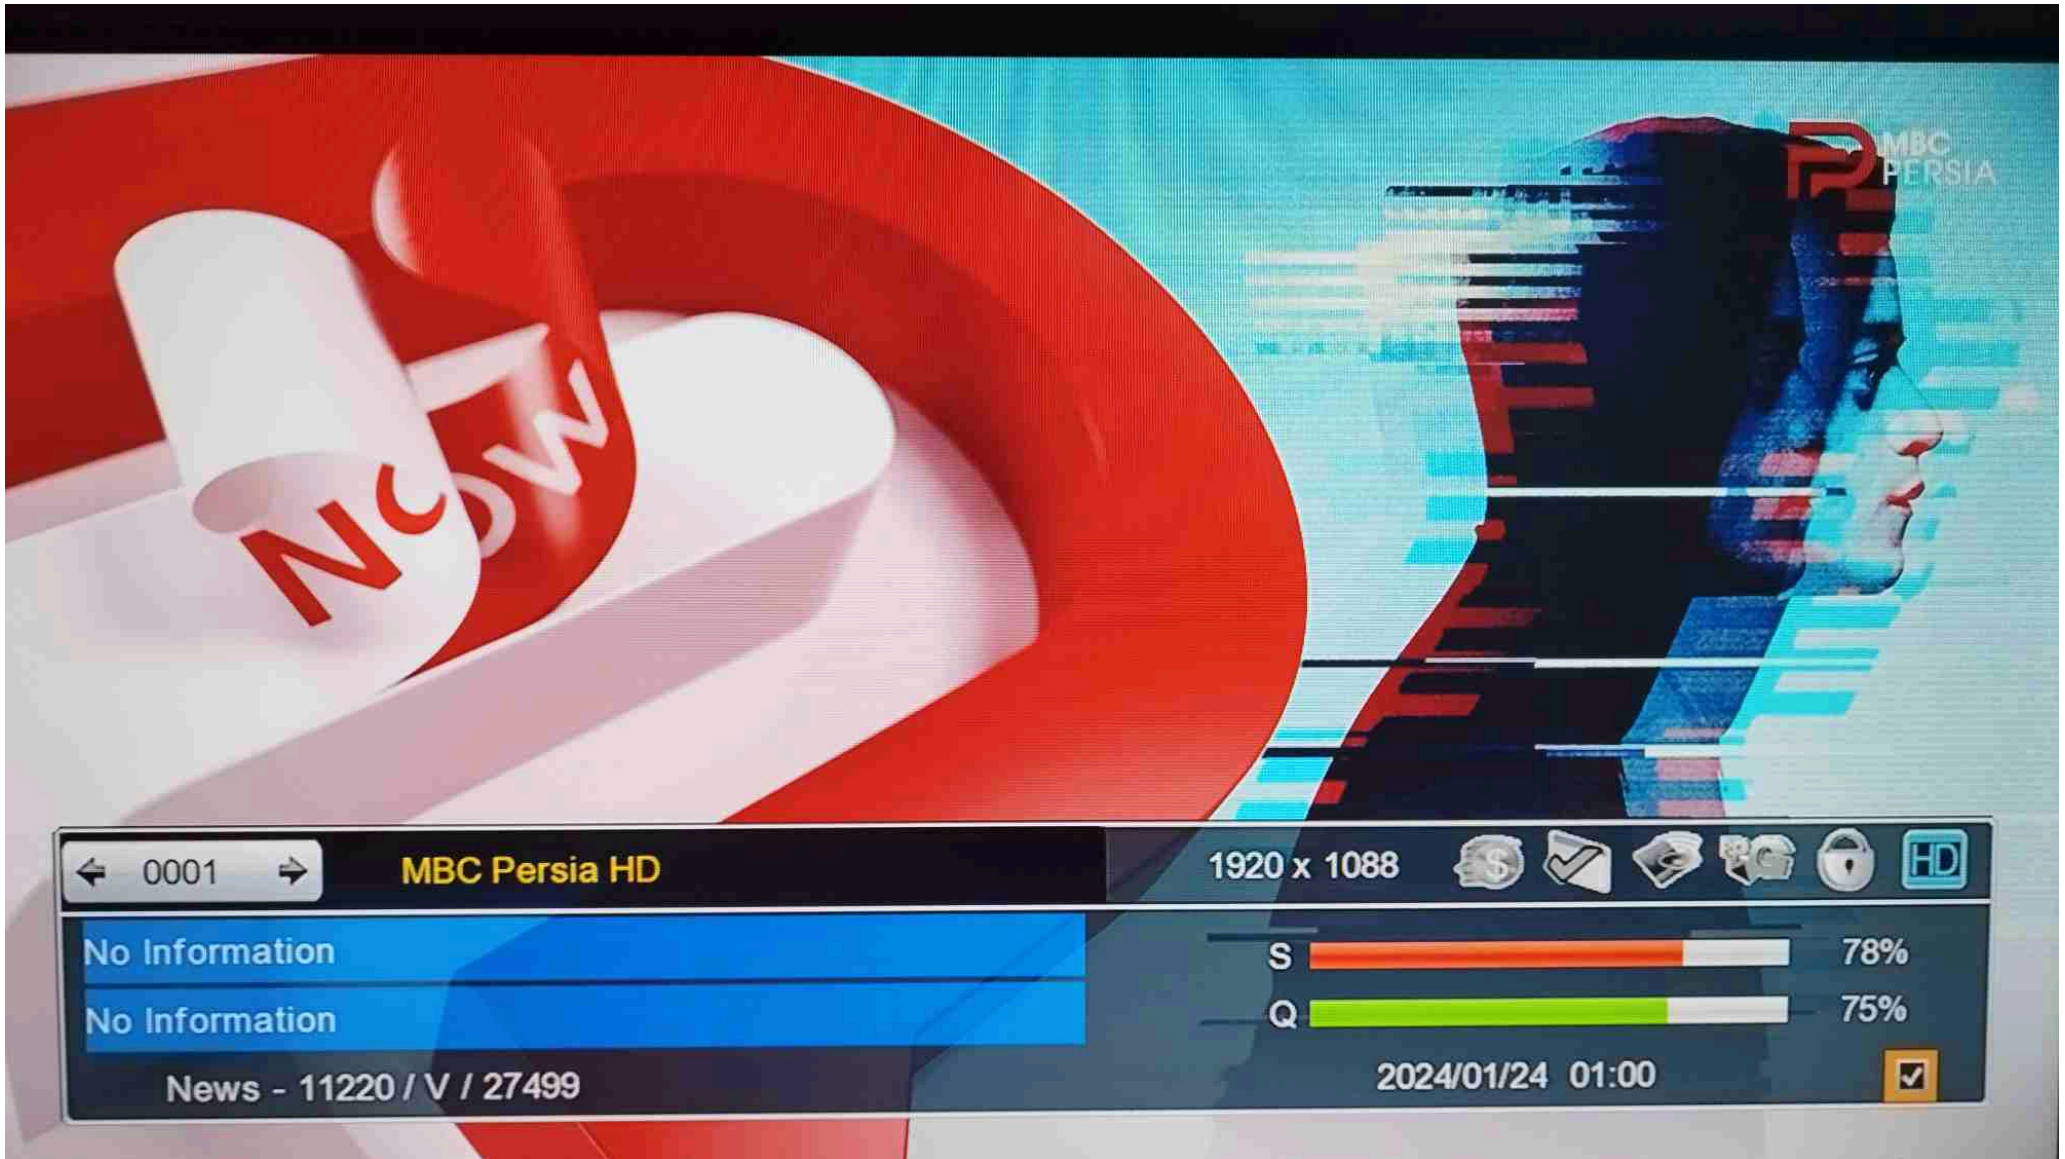 MBC
PERSIA
Now
0001
MBC Persia HD
1920 x 1088
HD
No Information
S
78%
No Information
Q
75%
News - 11220 / V / 27499
2024/01/24 01:00